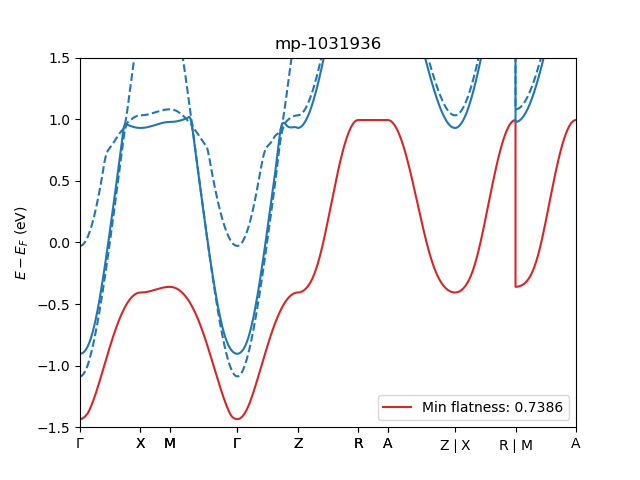 mp-1031936
1.5
1.0
0.5
0.0
−0.5
−1.0
−1.5
E − E_F (eV)
Min flatness: 0.7386
Γ X M Γ Z R A Z | X R | M A